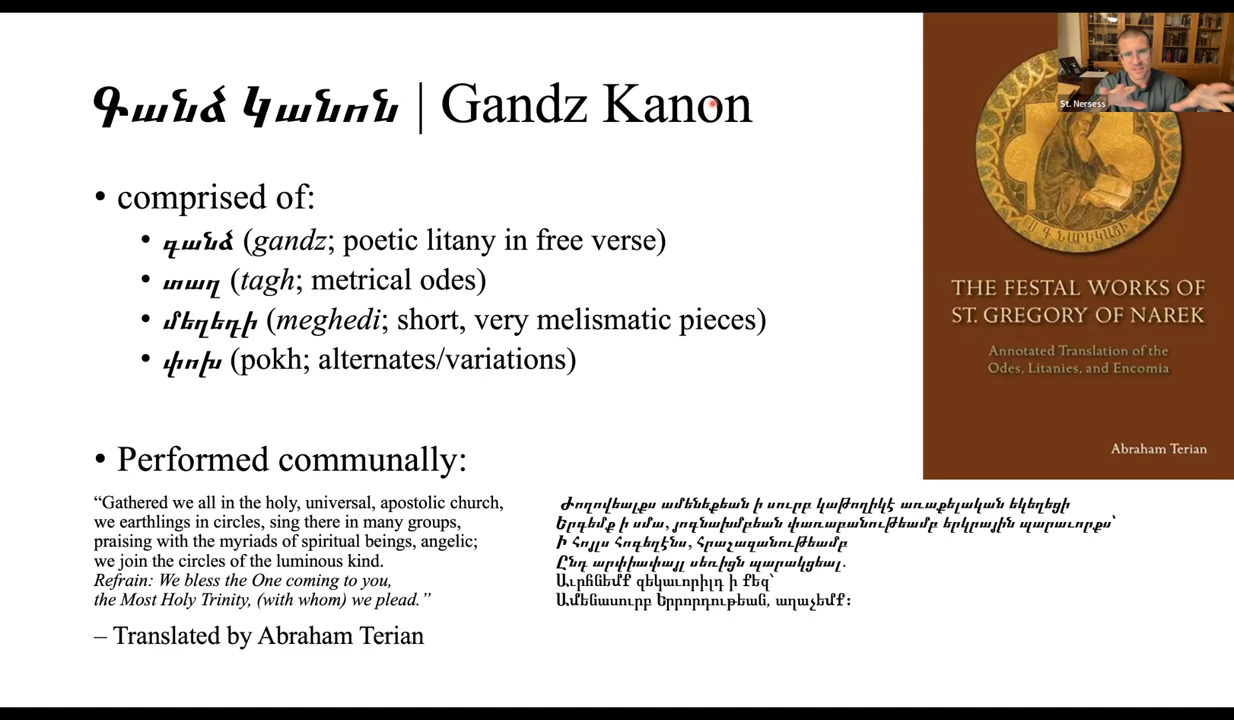 Գանձ կանոն | Gandz Kanon
• comprised of:
• գանձ (gandz; poetic litany in free verse)
• տաղ (tagh; metrical odes)
• մեղեդի (meghedi; short, very melismatic pieces)
• փոխ (pokh; alternates/variations)
• Performed communally:
“Gathered we all in the holy, universal, apostolic church,
we earthlings in circles, sing there in many groups,
praising with the myriads of spiritual beings, angelic;
we join the circles of the luminous kind.
Refrain: We bless the One coming to you,
the Most Holy Trinity, (with whom) we plead.”
– Translated by Abraham Terian
Ժողովեալքս ամենեքեան ի սուրբ կաթողիկէ առաքելական եկեղեցի
Երգեմք ի սմա, յոգնախմբեան փառաբանութեամբ երկրային պարաւորքս՝
Ի Հոյլս Հոգեղէնս, Հրաչազանութեամբ
Ընդ արփիափայլ սեռիցն պարակցեալ.
Աւրհնեմք զեկաւորիլդ ի քեզ՝
Ամենասուրբ Երրորդութեան, աղաչեմք:
St. Nersess
ՆԱՐԵԿԱՑԻ
THE FESTAL WORKS OF
ST. GREGORY OF NAREK
Annotated Translation of the
Odes, Litanies, and Encomia
Abraham Terian